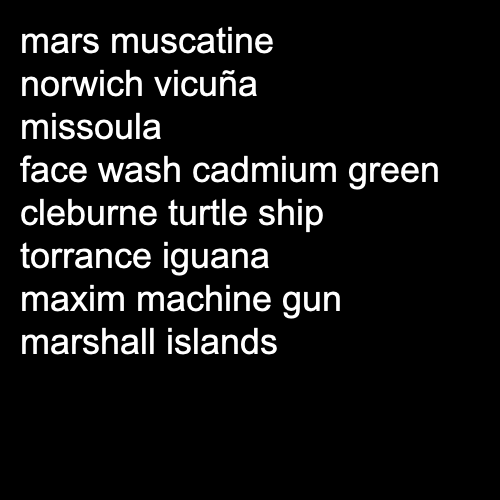 mars muscatine
norwich vicuña
missoula
face wash cadmium green
cleburne turtle ship
torrance iguana
maxim machine gun
marshall islands